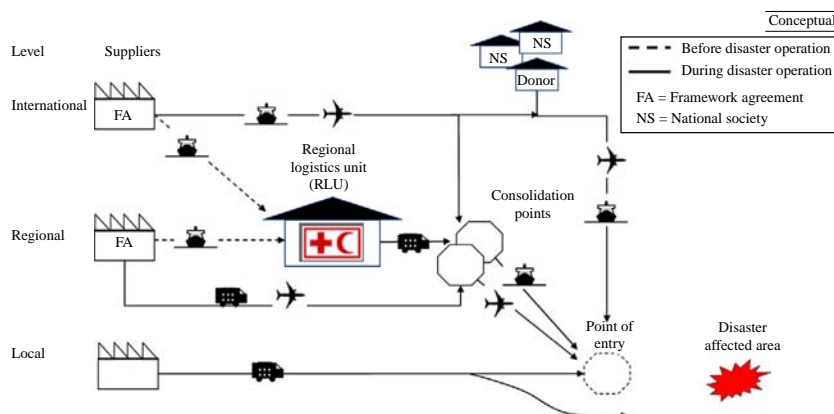 Conceptual
Level
Suppliers
NS
NS
Donor
Before disaster operation
During disaster operation
FA = Framework agreement
NS = National society
International
FA
Regional
logistics unit
(RLU)
Consolidation
points
Regional
FA
Point of
entry
Disaster
affected area
Local